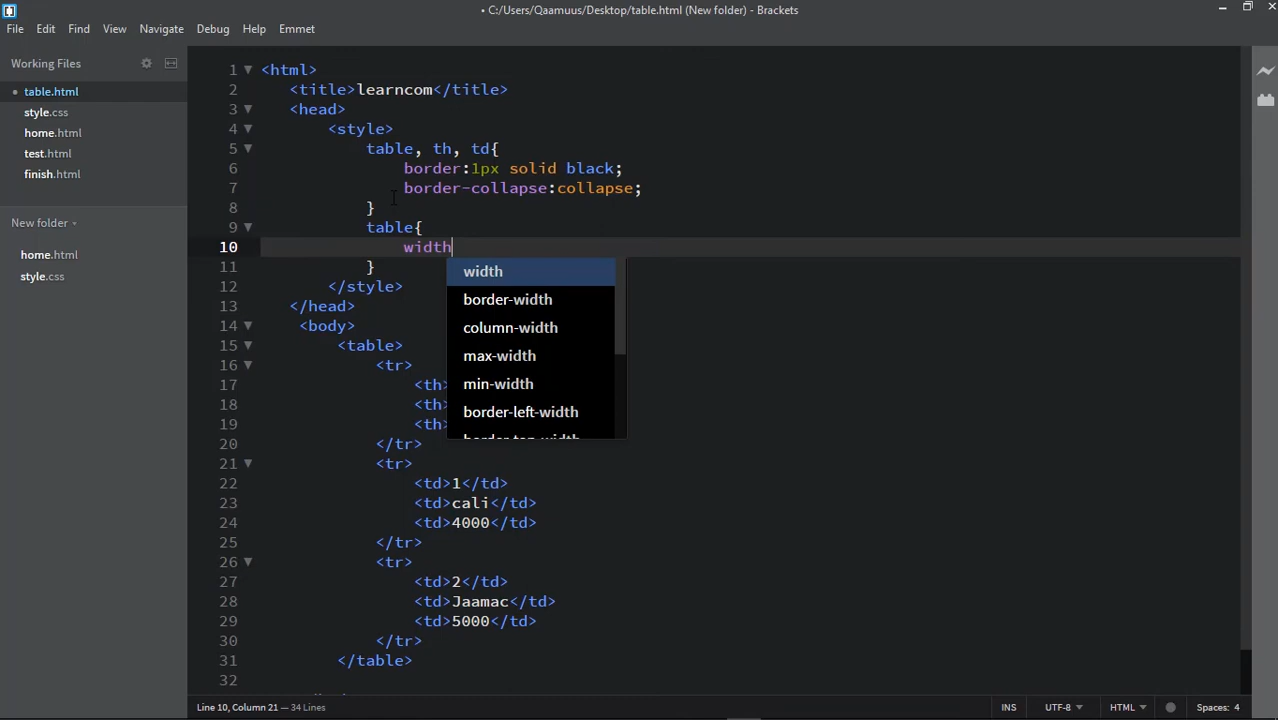 • C:/Users/Qaamuus/Desktop/table.html (New folder) - Brackets
File Edit Find View Navigate Debug Help Emmet
Working Files
• table.html
style.css
home.html
test.html
finish.html
New folder
home.html
style.css
1 <html>
2 <title>learncom</title>
3 <head>
4 <style>
5 table, th, td{
6 border:1px solid black;
7 border-collapse:collapse;
8 }
9 table{
10 width
11 }
12 </style>
13 </head>
14 <body>
15 <table>
16 <tr>
17 <th>
18 <th>
19 <th>
20 </tr>
21 <tr>
22 <td>1</td>
23 <td>cali</td>
24 <td>4000</td>
25 </tr>
26 <tr>
27 <td>2</td>
28 <td>Jaamac</td>
29 <td>5000</td>
30 </tr>
31 </table>
32
width
border-width
column-width
max-width
min-width
border-left-width
border-top-width
Line 10, Column 21 — 34 Lines
INS UTF-8 HTML Spaces: 4